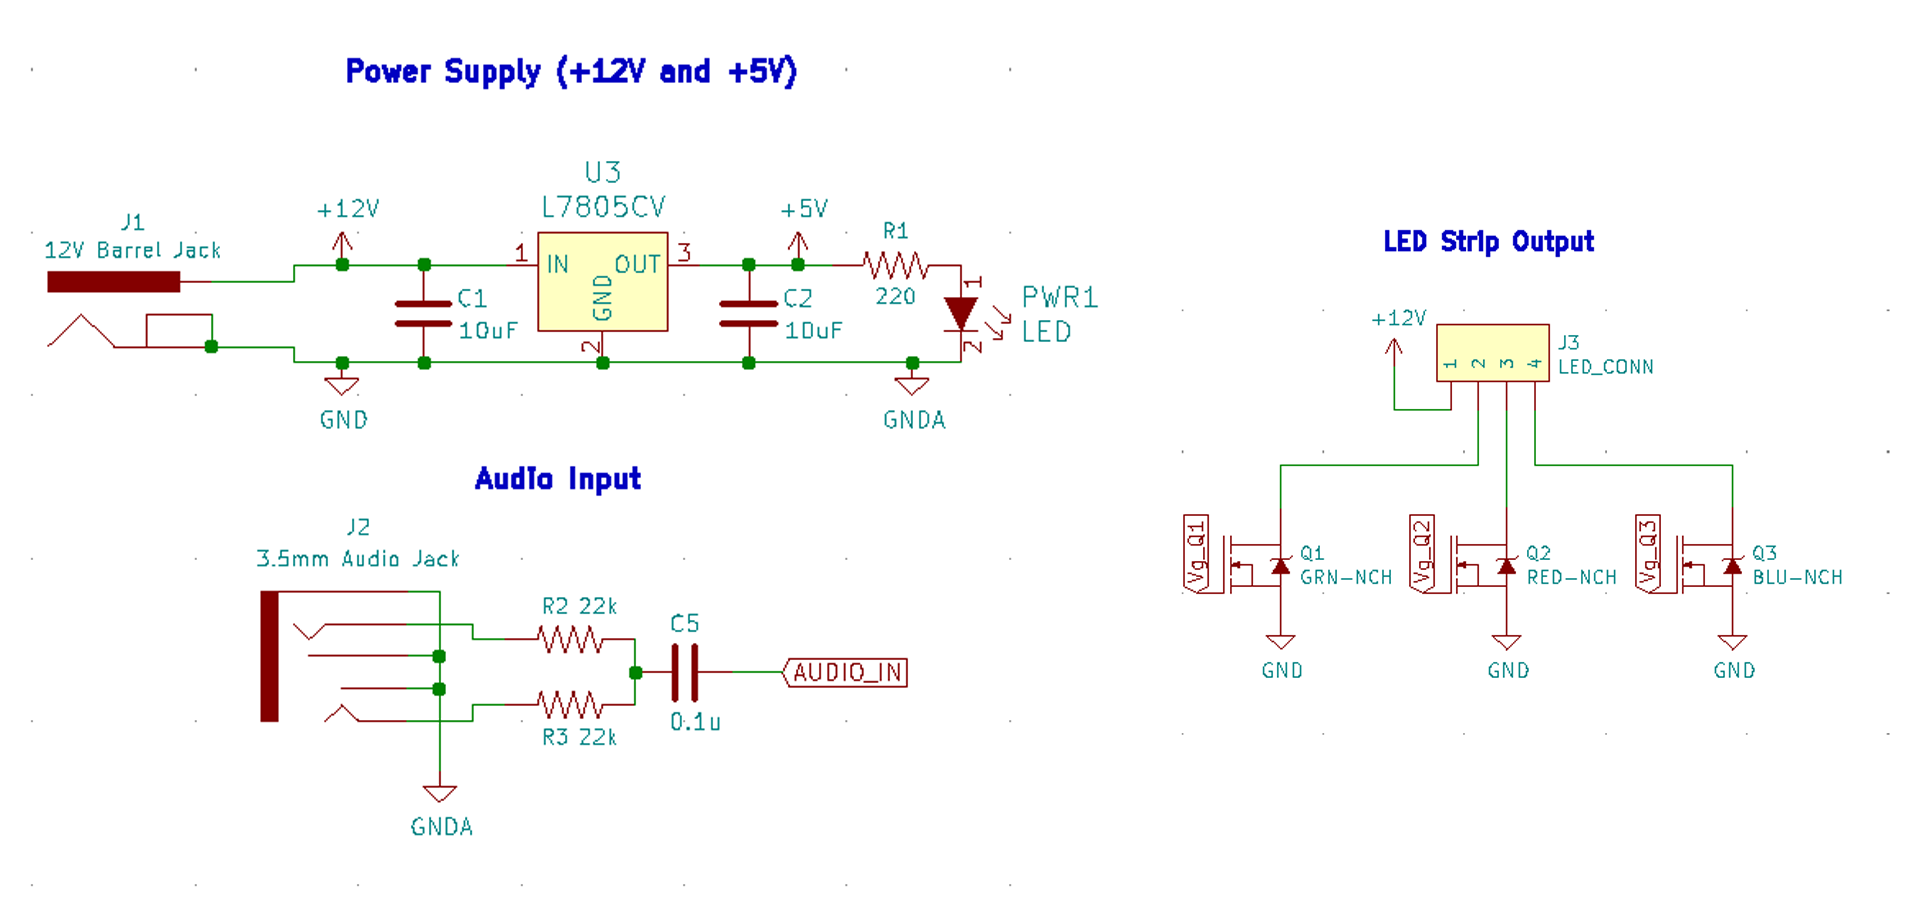 Power Supply (+12V and +5V)
U3
L7805CV
J1
12V Barrel Jack
+12V
+5V
R1
220
1
IN
OUT
3
GND
2
C1
10uF
C2
10uF
1
2
PWR1
LED
GND
GNDA
Audio Input
J2
3.5mm Audio Jack
R2 22k
C5
AUDIO_IN
R3 22k
0.1u
GNDA
LED Strip Output
+12V
1
2
3
4
J3
LED_CONN
Vg_Q1
Q1
GRN-NCH
Vg_Q2
Q2
RED-NCH
Vg_Q3
Q3
BLU-NCH
GND
GND
GND